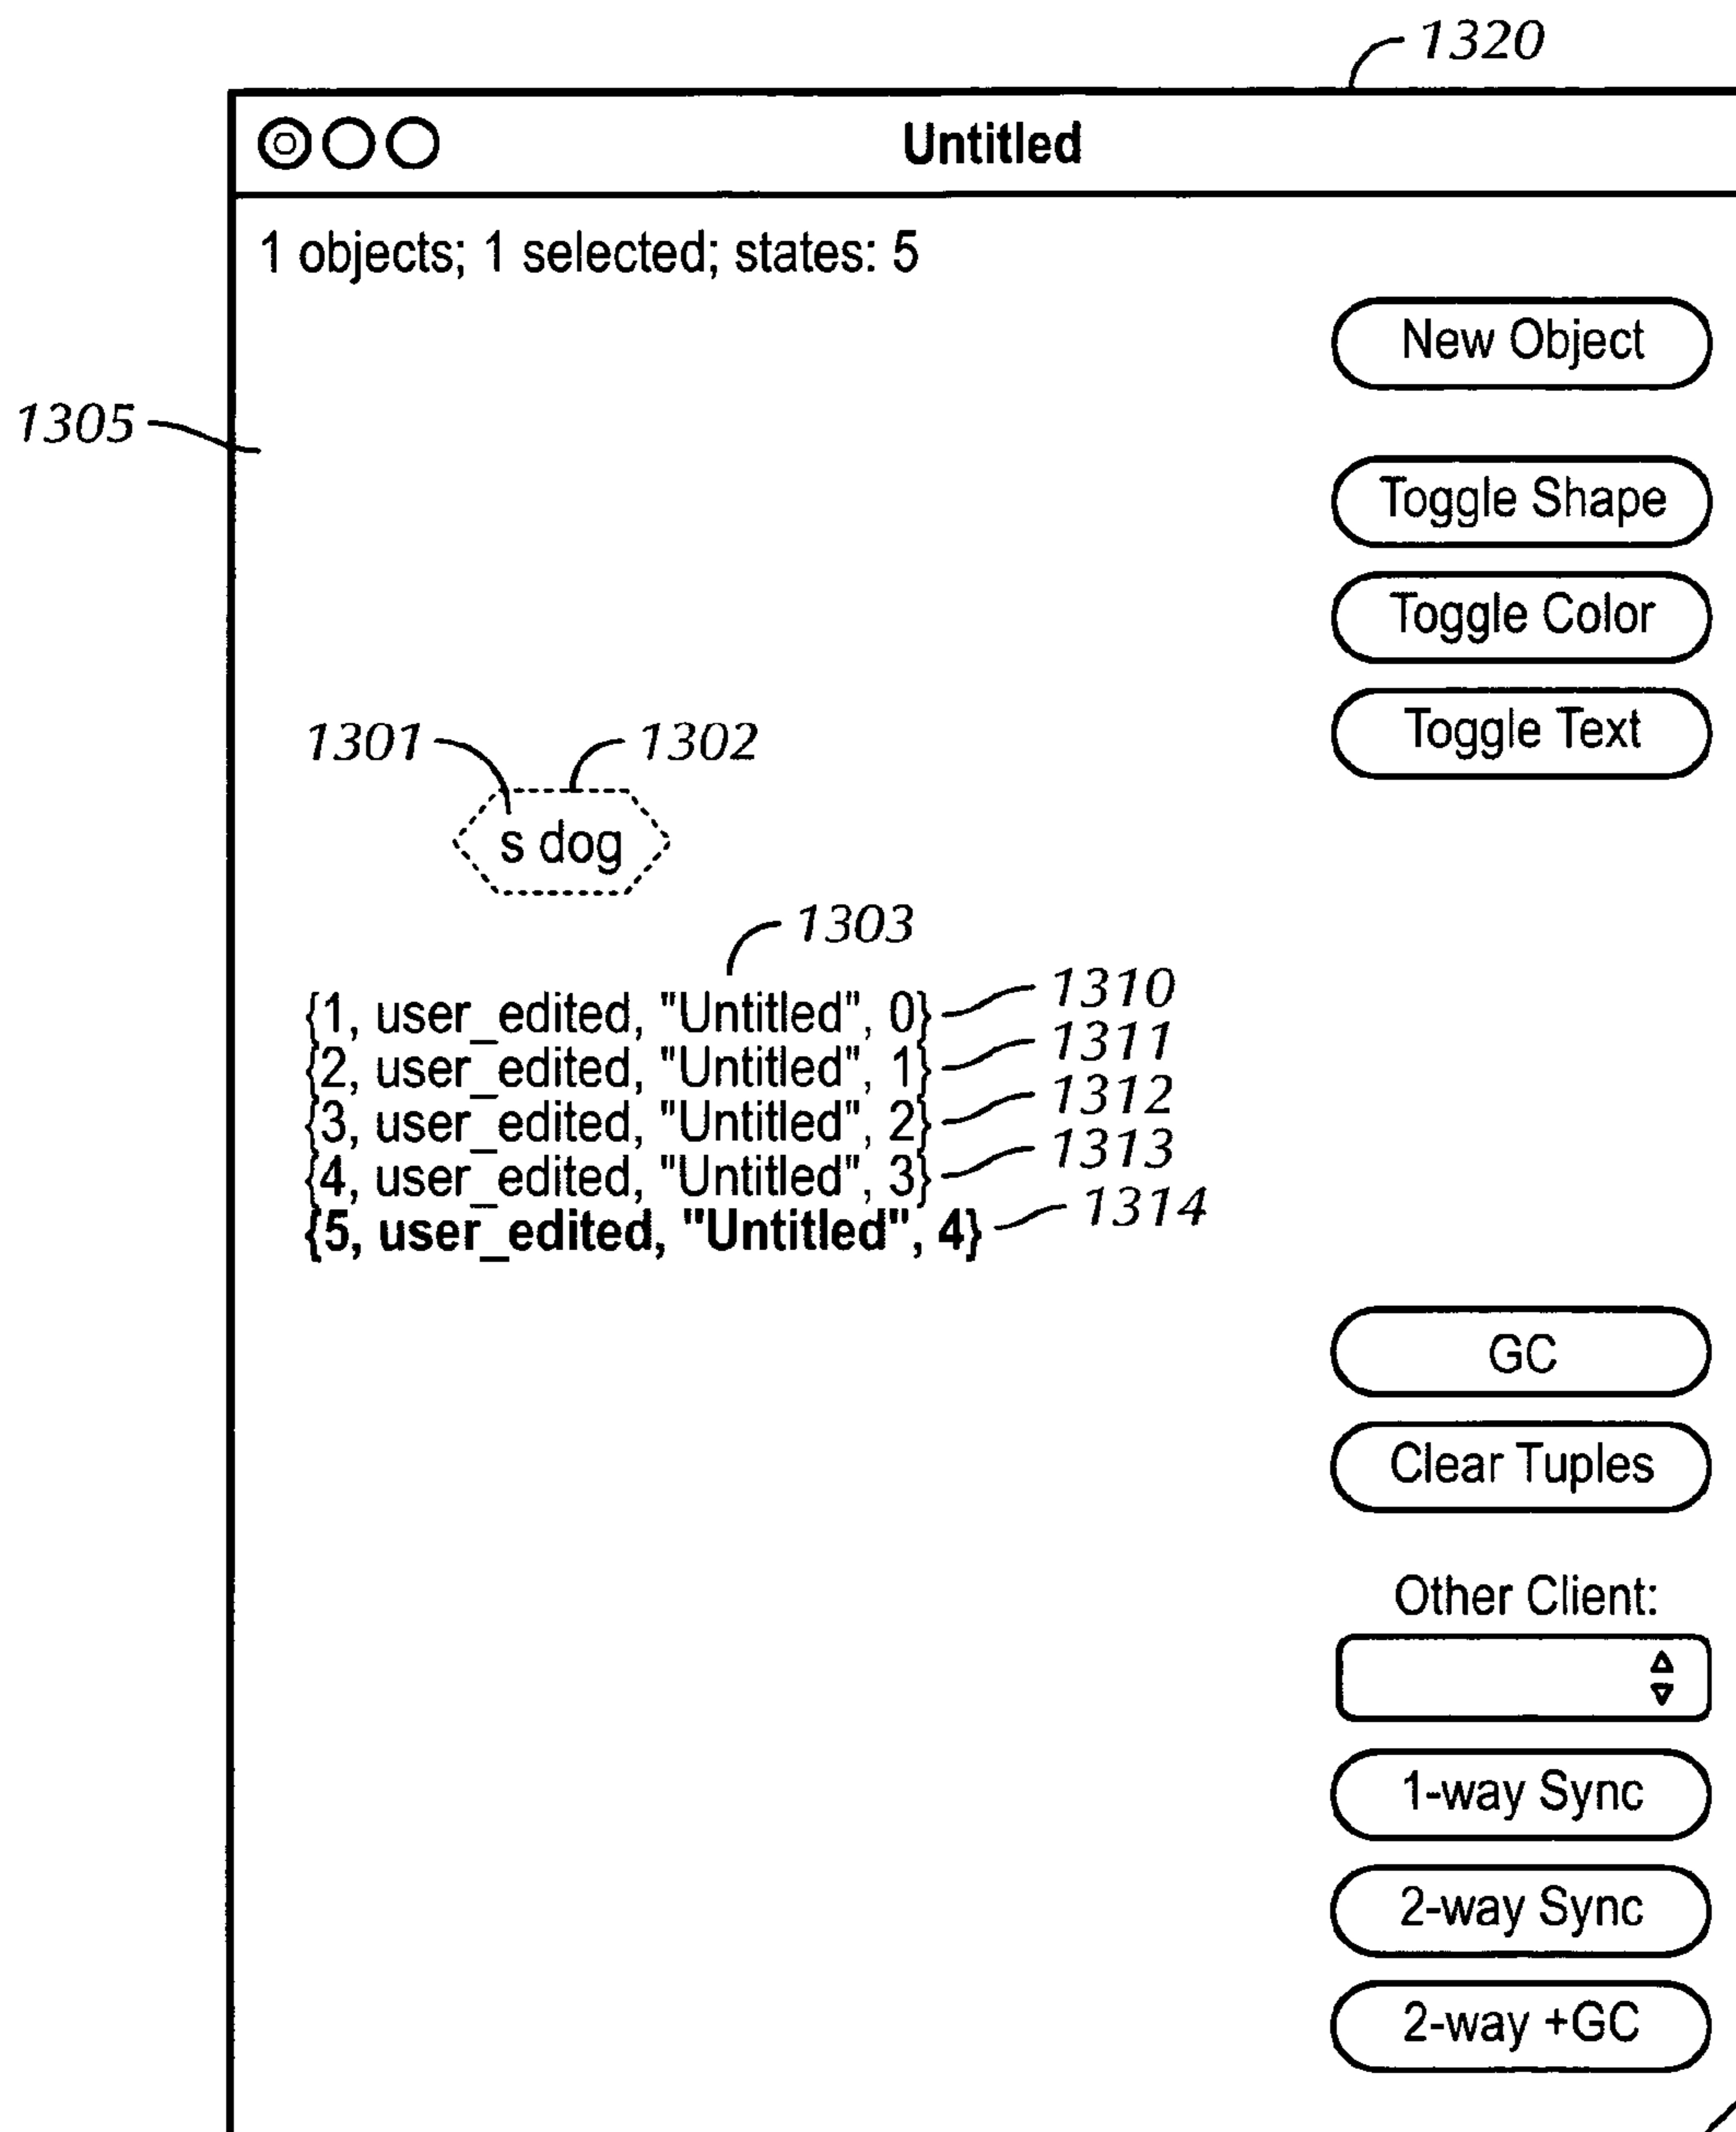 1320
Untitled
1 objects; 1 selected; states: 5
New Object
1305
Toggle Shape
Toggle Color
Toggle Text
1301 1302
s dog
1303
{1, user_edited, "Untitled", 0} 1310
{2, user_edited, "Untitled", 1} 1311
{3, user_edited, "Untitled", 2} 1312
{4, user_edited, "Untitled", 3} 1313
{5, user_edited, "Untitled", 4} 1314
GC
Clear Tuples
Other Client:
1-way Sync
2-way Sync
2-way +GC